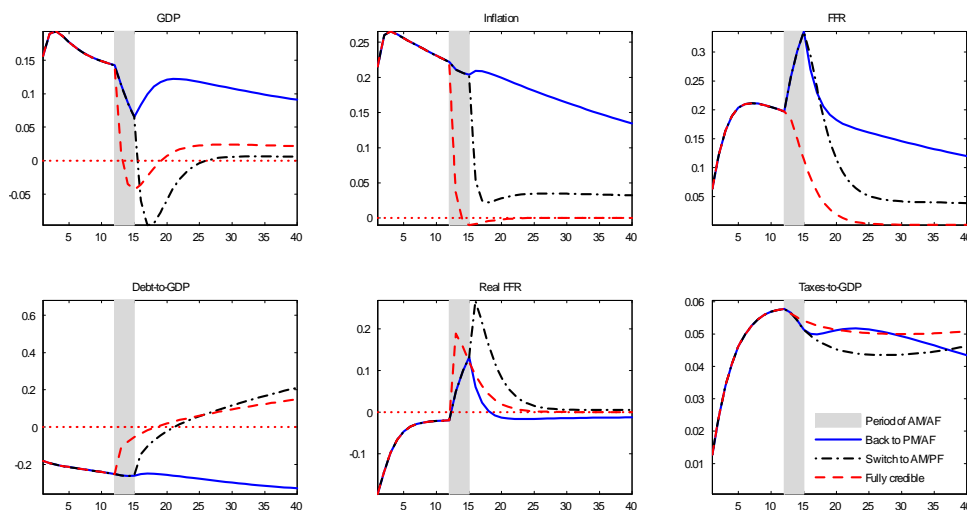 GDP
0.15
0.1
0.05
0
-0.05
5 10 15 20 25 30 35 40
Inflation
0.25
0.2
0.15
0.1
0.05
0
5 10 15 20 25 30 35 40
FFR
0.3
0.25
0.2
0.15
0.1
0.05
5 10 15 20 25 30 35 40
Debt-to-GDP
0.6
0.4
0.2
0
-0.2
5 10 15 20 25 30 35 40
Real FFR
0.2
0.1
0
-0.1
5 10 15 20 25 30 35 40
Taxes-to-GDP
0.06
0.05
0.04
0.03
0.02
0.01
5 10 15 20 25 30 35 40
Period of AM/AF
Back to PM/AF
Switch to AM/PF
Fully credible